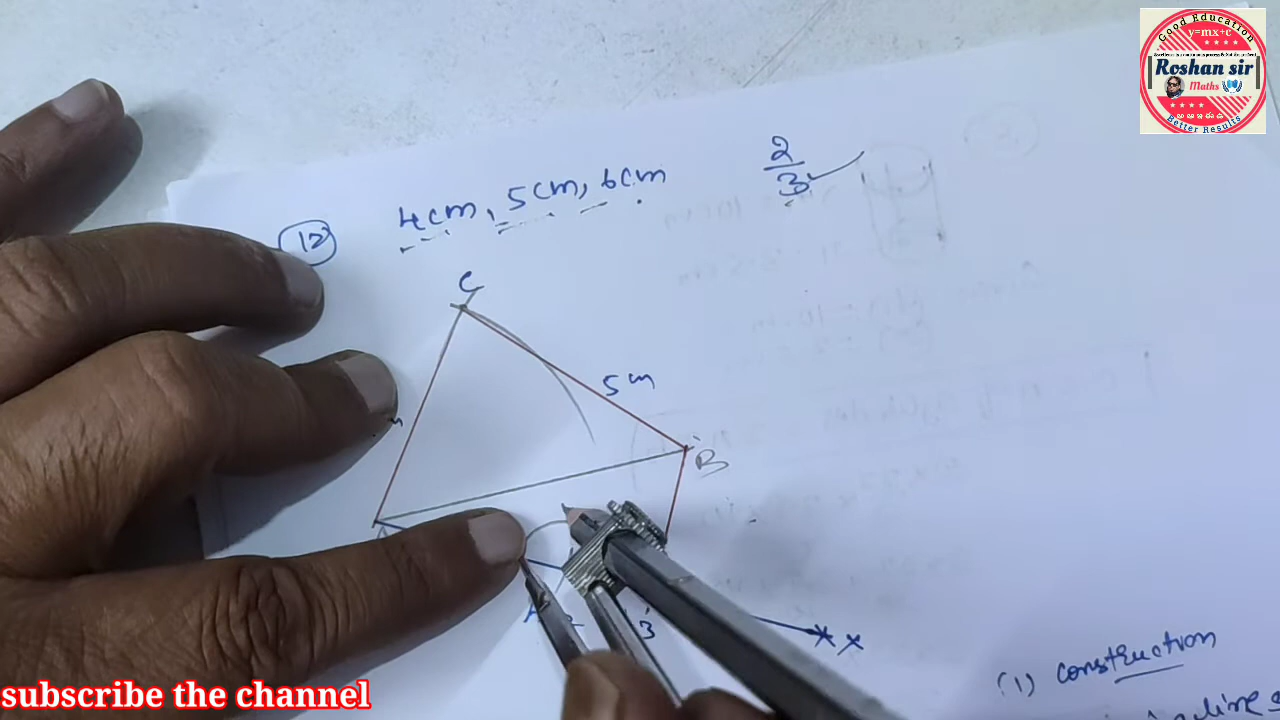 Good Education
y=mx+c
Roshan sir
Maths
Better Results
2
3
4cm, 5cm, 6cm
12
C
5cm
B
2
3
X
(1) construction
subscribe the channel